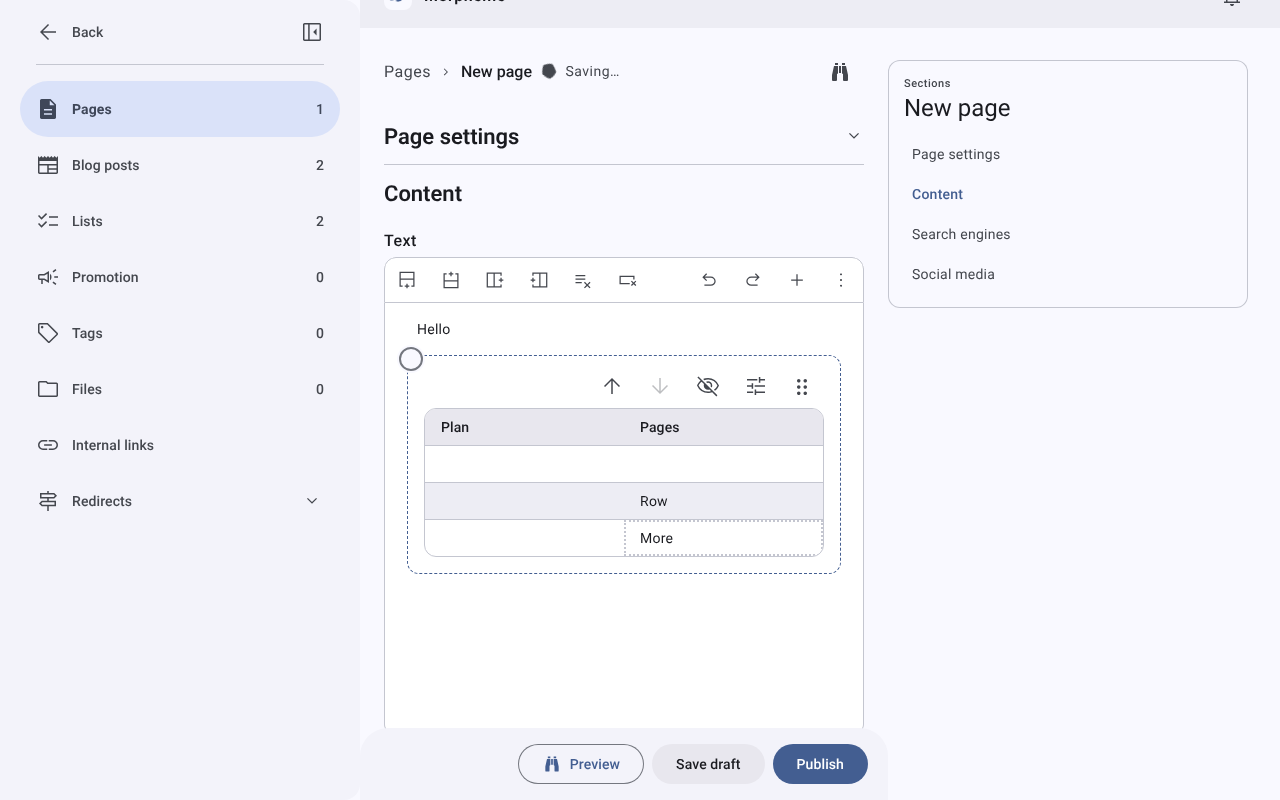 Back
Pages 1
Blog posts 2
Lists 2
Promotion 0
Tags 0
Files 0
Internal links
Redirects
Pages › New page Saving…
Page settings
Content
Text
Hello
Plan Pages
Row
More
Preview Save draft Publish
Sections
New page
Page settings
Content
Search engines
Social media